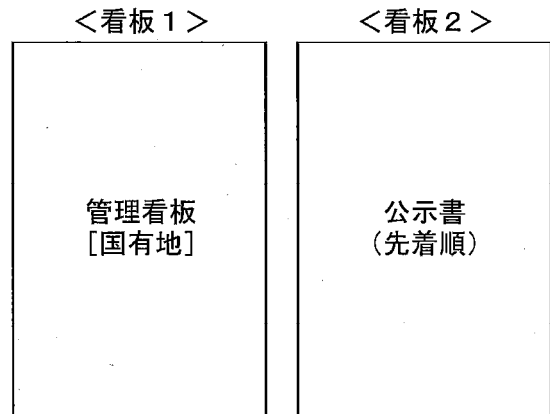 ＜看板１＞
＜看板２＞
管理看板
［国有地］
公示書
（先着順）